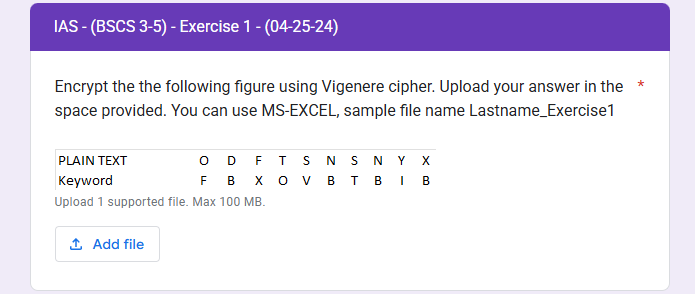 IAS - (BSCS 3-5) - Exercise 1 - (04-25-24)
Encrypt the the following figure using Vigenere cipher. Upload your answer in the *
space provided. You can use MS-EXCEL, sample file name Lastname_Exercise1
PLAIN TEXT O D F T S N S N Y X
Keyword F B X O V B T B I B
Upload 1 supported file. Max 100 MB.
Add file